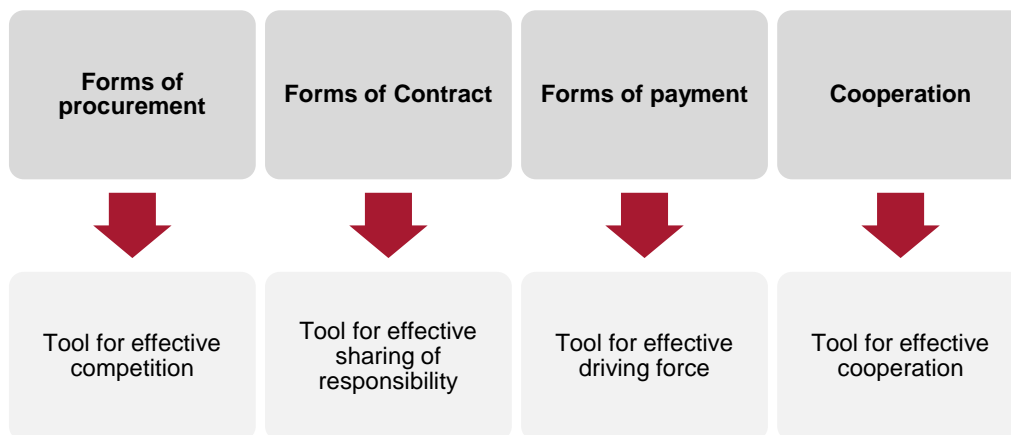 Forms of
procurement
Forms of Contract
Forms of payment
Cooperation
Tool for effective
competition
Tool for effective
sharing of
responsibility
Tool for effective
driving force
Tool for effective
cooperation